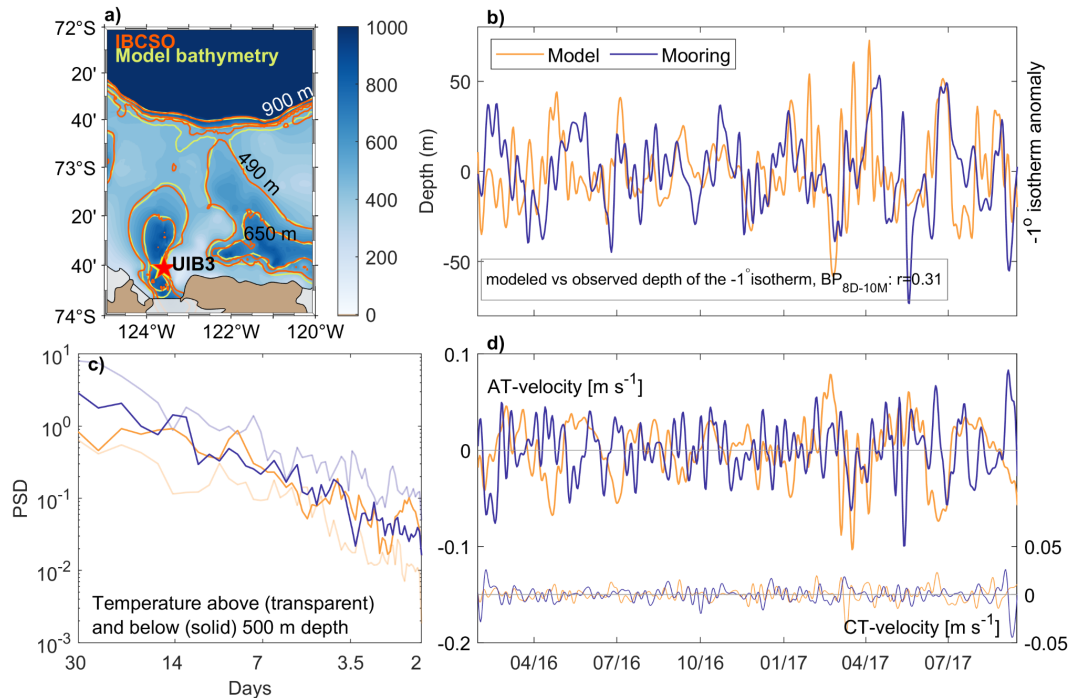 a)
72°S
20'
40'
73°S
20'
40'
74°S
124°W
122°W
120°W
IBCSO
Model bathymetry
900 m
490 m
650 m
UIB3
1000
800
600
400
200
0
Depth (m)
b)
Model
Mooring
50
0
-50
-1° isotherm anomaly
modeled vs observed depth of the -1° isotherm, BP8D-10M: r=0.31
c)
10^1
10^0
10^-1
10^-2
10^-3
PSD
Temperature above (transparent)
and below (solid) 500 m depth
30
14
7
3.5
2
Days
d)
AT-velocity [m s^-1]
0.1
0
-0.1
-0.2
0.05
0
-0.05
CT-velocity [m s^-1]
04/16
07/16
10/16
01/17
04/17
07/17